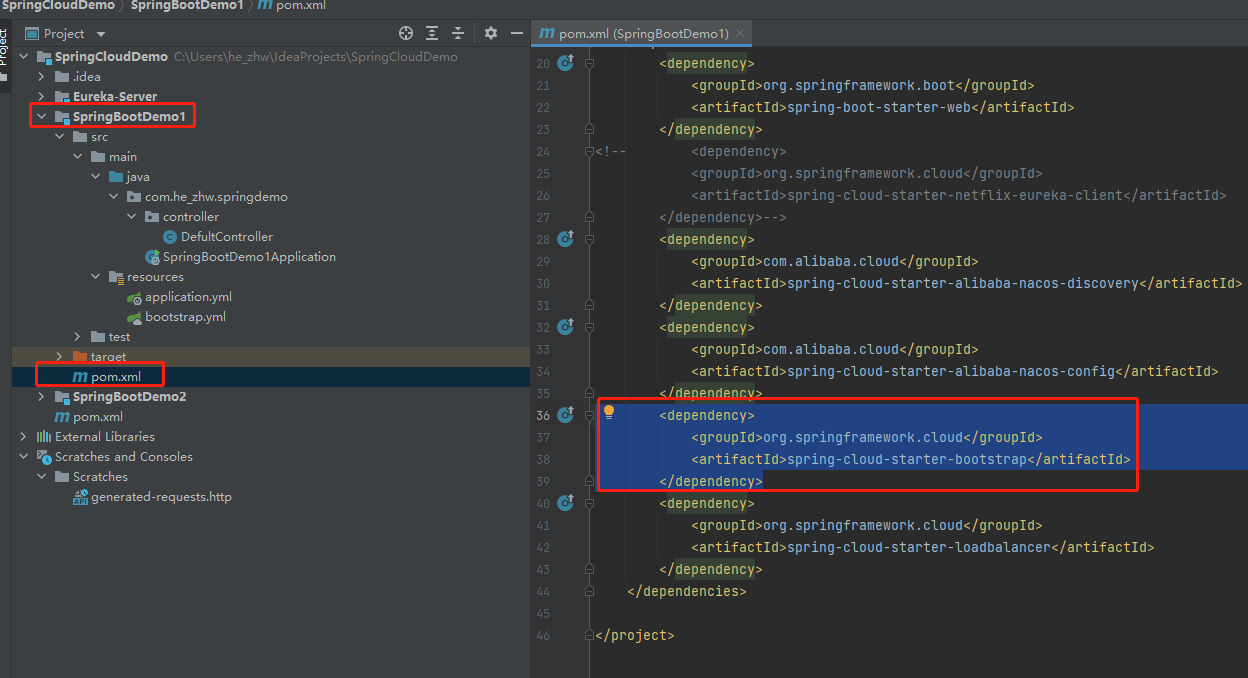 SpringCloudDemo > SpringBootDemo1 > m pom.xml
Project
Project
SpringCloudDemo C:\Users\he_zhw\IdeaProjects\SpringCloudDemo
.idea
Eureka-Server
SpringBootDemo1
src
main
java
com.he_zhw.springdemo
controller
DefultController
SpringBootDemo1Application
resources
application.yml
bootstrap.yml
test
target
pom.xml
SpringBootDemo2
pom.xml
External Libraries
Scratches and Consoles
Scratches
generated-requests.http
pom.xml (SpringBootDemo1)
20 <dependency>
21 <groupId>org.springframework.boot</groupId>
22 <artifactId>spring-boot-starter-web</artifactId>
23 </dependency>
24 <!-- <dependency>
25 <groupId>org.springframework.cloud</groupId>
26 <artifactId>spring-cloud-starter-netflix-eureka-client</artifactId>
27 </dependency>-->
28 <dependency>
29 <groupId>com.alibaba.cloud</groupId>
30 <artifactId>spring-cloud-starter-alibaba-nacos-discovery</artifactId>
31 </dependency>
32 <dependency>
33 <groupId>com.alibaba.cloud</groupId>
34 <artifactId>spring-cloud-starter-alibaba-nacos-config</artifactId>
35 </dependency>
36 <dependency>
37 <groupId>org.springframework.cloud</groupId>
38 <artifactId>spring-cloud-starter-bootstrap</artifactId>
39 </dependency>
40 <dependency>
41 <groupId>org.springframework.cloud</groupId>
42 <artifactId>spring-cloud-starter-loadbalancer</artifactId>
43 </dependency>
44 </dependencies>
45
46 </project>